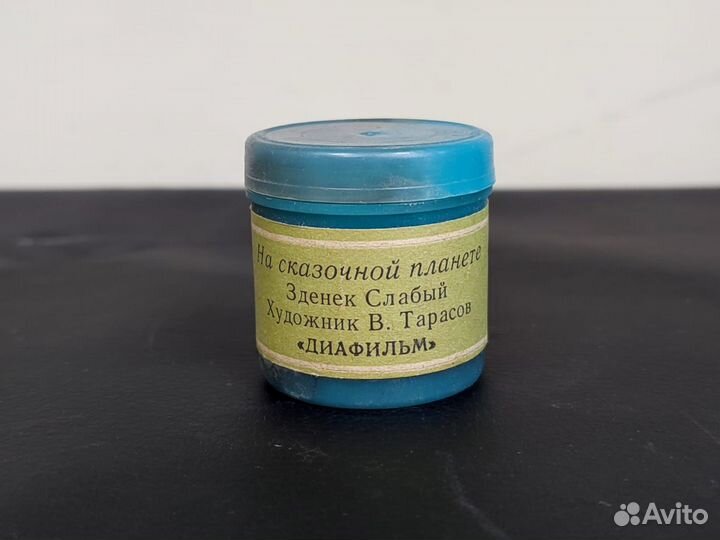 На сказочной планете
Зденек Слабый
Художник В. Тарасов
«ДИАФИЛЬМ»
Avito